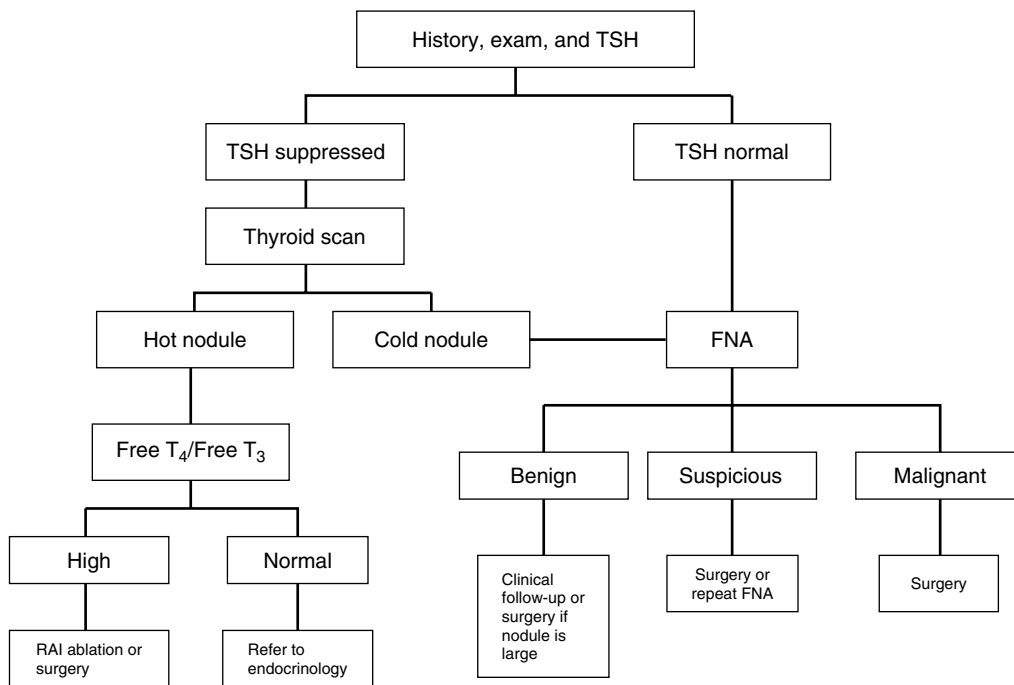 History, exam, and TSH
TSH suppressed
TSH normal
Thyroid scan
Hot nodule
Cold nodule
FNA
Free T₄/Free T₃
Benign
Suspicious
Malignant
High
Normal
Clinical
follow-up or
surgery if
nodule is
large
Surgery or
repeat FNA
Surgery
RAI ablation or
surgery
Refer to
endocrinology